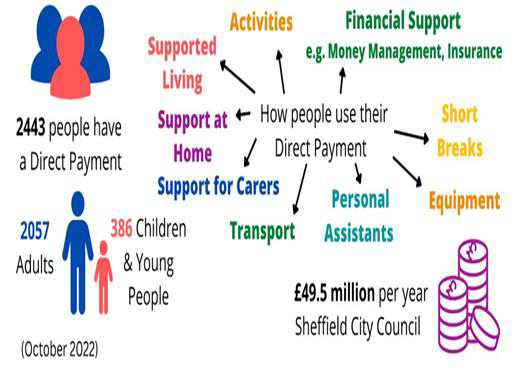 2443 people have
a Direct Payment
2057
Adults
386 Children
& Young
People
(October 2022)
Activities
Financial Support
e.g. Money Management, Insurance
Supported
Living
How people use their
Direct Payment
Support at
Home
Short
Breaks
Support for Carers
Equipment
Personal
Assistants
Transport
£49.5 million per year
Sheffield City Council